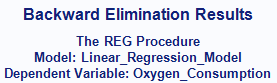 Backward Elimination Results
The REG Procedure
Model: Linear_Regression_Model
Dependent Variable: Oxygen_Consumption